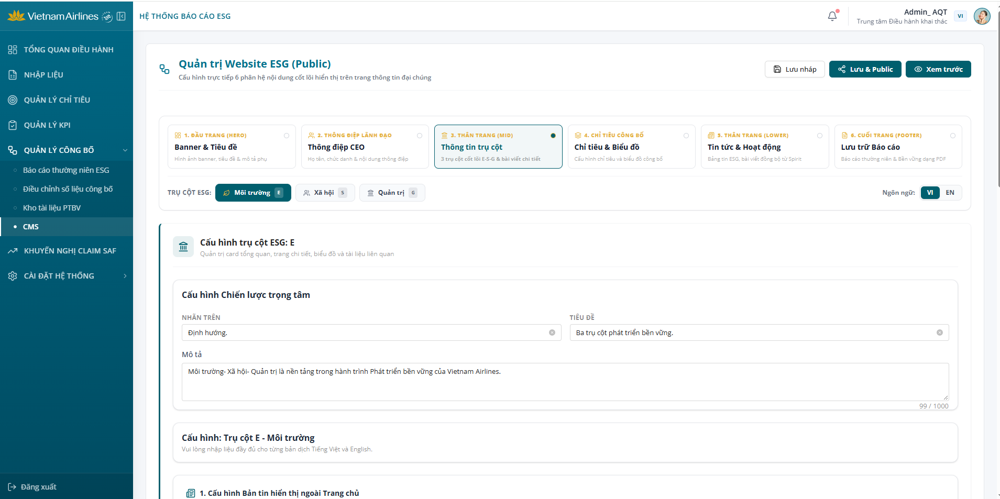 Vietnam Airlines
HỆ THỐNG BÁO CÁO ESG
Admin_ AQT
Trung tâm Điều hành khai thác
VI
TỔNG QUAN ĐIỀU HÀNH
NHẬP LIỆU
QUẢN LÝ CHỈ TIÊU
QUẢN LÝ KPI
QUẢN LÝ CÔNG BỐ
Báo cáo thường niên ESG
Điều chỉnh số liệu công bố
Kho tài liệu PTBV
CMS
KHUYẾN NGHỊ CLAIM SAF
CÀI ĐẶT HỆ THỐNG
Đăng xuất
Quản trị Website ESG (Public)
Cấu hình trực tiếp 6 phân hệ nội dung cốt lõi hiển thị trên trang thông tin đại chúng
Lưu nháp
Lưu & Public
Xem trước
1. ĐẦU TRANG (HERO)
Banner & Tiêu đề
Hình ảnh banner, tiêu đề & mô tả phụ
2. THÔNG ĐIỆP LÃNH ĐẠO
Thông điệp CEO
Họ tên, chức danh & nội dung thông điệp
3. THÂN TRANG (MID)
Thông tin trụ cột
3 trụ cột cốt lõi E-S-G & bài viết chi tiết
4. CHỈ TIÊU CÔNG BỐ
Chỉ tiêu & Biểu đồ
Cấu hình chỉ tiêu và biểu đồ công bố
5. THÂN TRANG (LOWER)
Tin tức & Hoạt động
Bảng tin ESG, bài viết đồng bộ từ Spirit
6. CUỐI TRANG (FOOTER)
Lưu trữ Báo cáo
Báo cáo thường niên & Bền vững dạng PDF
TRỤ CỘT ESG:
Môi trường E
Xã hội S
Quản trị G
Ngôn ngữ:
VI
EN
Cấu hình trụ cột ESG: E
Quản trị card tổng quan, trang chi tiết, biểu đồ và tài liệu liên quan
Cấu hình Chiến lược trọng tâm
NHÃN TRÊN
Định hướng.
TIÊU ĐỀ
Ba trụ cột phát triển bền vững.
Mô tả
Môi trường- Xã hội- Quản trị là nền tảng trong hành trình Phát triển bền vững của Vietnam Airlines.
99 / 1000
Cấu hình: Trụ cột E - Môi trường
Vui lòng nhập liệu đầy đủ cho từng bản dịch Tiếng Việt và English.
1. Cấu hình Bản tin hiển thị ngoài Trang chủ